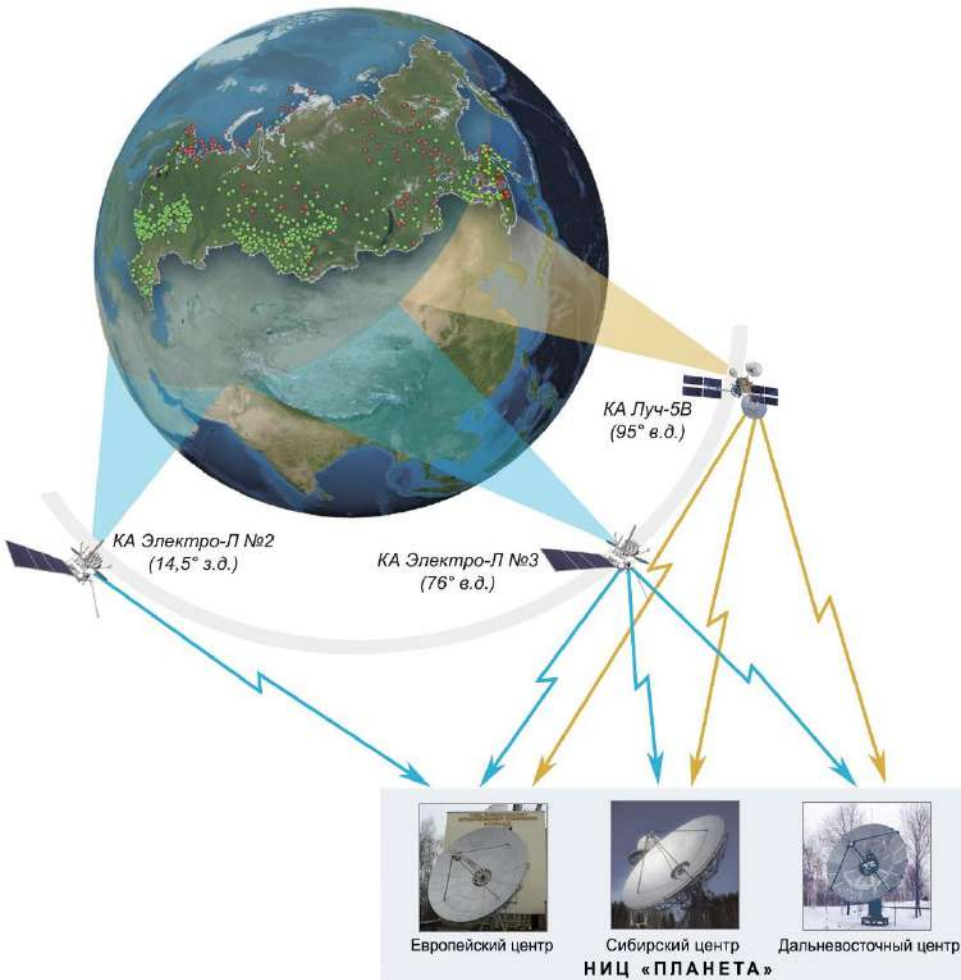 КА Луч-5В
(95° в.д.)
КА Электро-Л №2
(14,5° з.д.)
КА Электро-Л №3
(76° в.д.)
Европейский центр
Сибирский центр
Дальневосточный центр
НИЦ «ПЛАНЕТА»